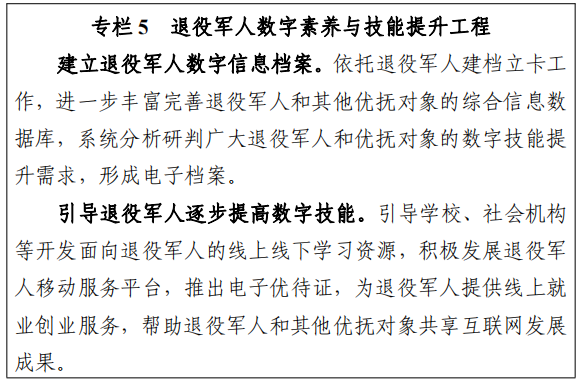 专栏 5 退役军人数字素养与技能提升工程
建立退役军人数字信息档案。依托退役军人建档立卡工
作，进一步丰富完善退役军人和其他优抚对象的综合信息数
据库，系统分析研判广大退役军人和优抚对象的数字技能提
升需求，形成电子档案。
引导退役军人逐步提高数字技能。引导学校、社会机构
等开发面向退役军人的线上线下学习资源，积极发展退役军
人移动服务平台，推出电子优待证，为退役军人提供线上就
业创业服务，帮助退役军人和其他优抚对象共享互联网发展
成果。